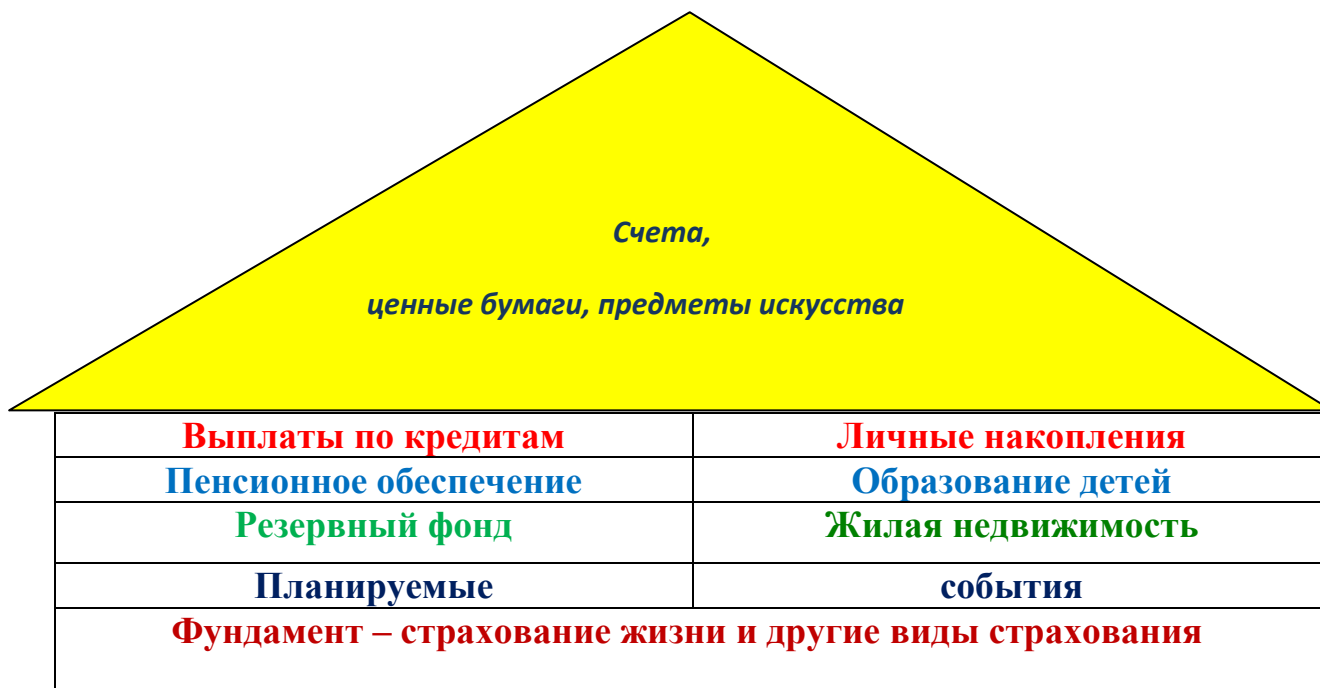 Счета,
ценные бумаги, предметы искусства
Выплаты по кредитам Личные накопления
Пенсионное обеспечение Образование детей
Резервный фонд Жилая недвижимость
Планируемые события
Фундамент – страхование жизни и другие виды страхования